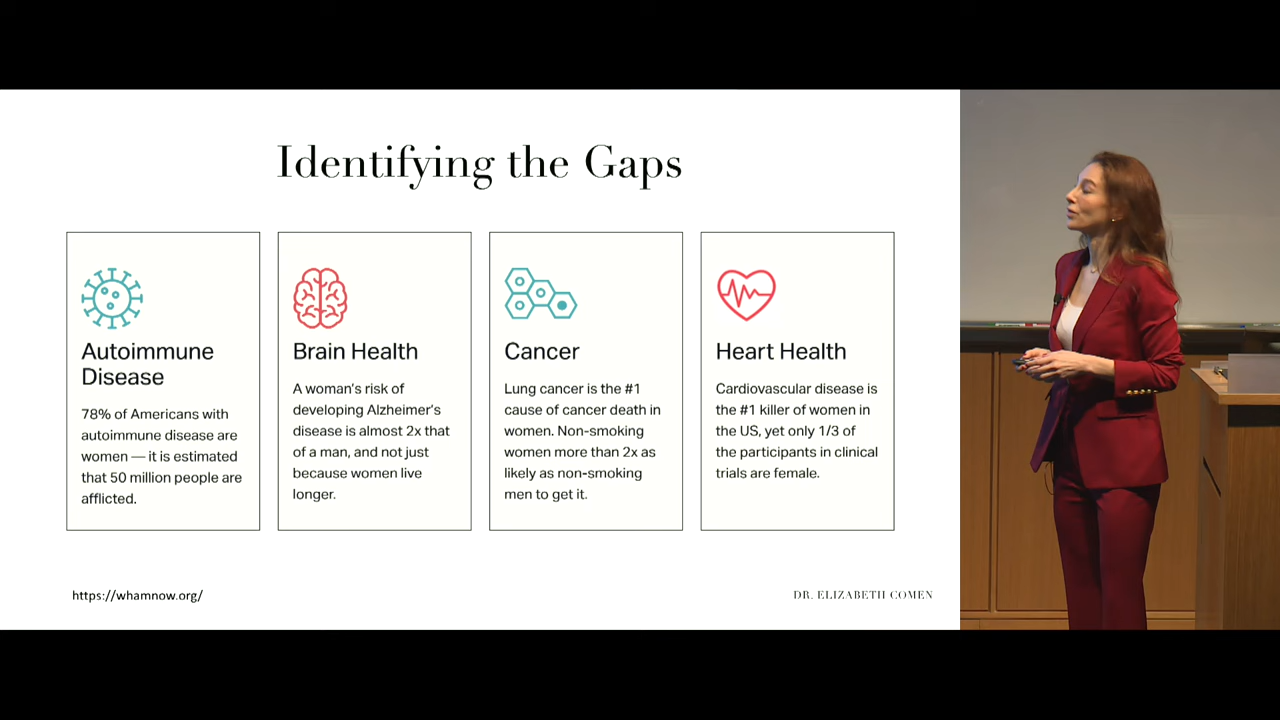 Identifying the Gaps
Autoimmune
Disease
78% of Americans with
autoimmune disease are
women — it is estimated
that 50 million people are
afflicted.
Brain Health
A woman's risk of
developing Alzheimer's
disease is almost 2x that
of a man, and not just
because women live
longer.
Cancer
Lung cancer is the #1
cause of cancer death in
women. Non-smoking
women more than 2x as
likely as non-smoking
men to get it.
Heart Health
Cardiovascular disease is
the #1 killer of women in
the US, yet only 1/3 of
the participants in clinical
trials are female.
https://whamnow.org/
DR. ELIZABETH COMEN